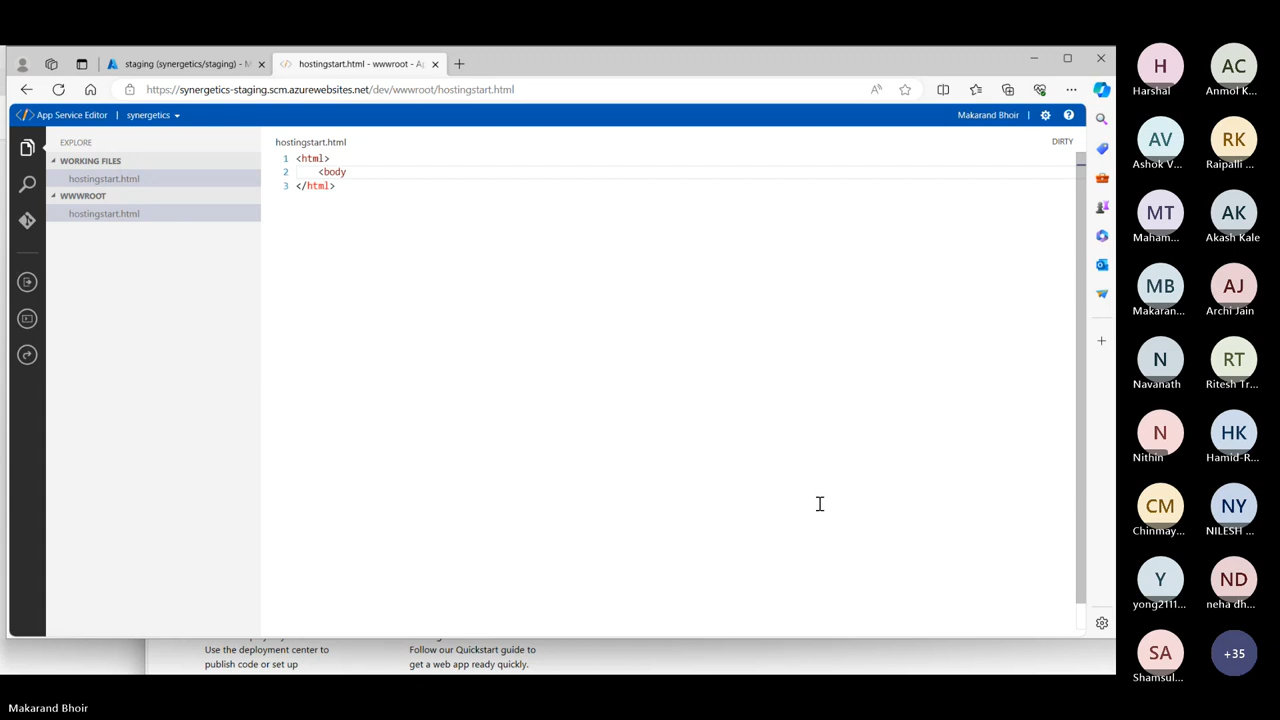 staging (synergetics/staging) - M
hostingstart.html - wwwroot - Ap
https://synergetics-staging.scm.azurewebsites.net/dev/wwwroot/hostingstart.html
App Service Editor
synergetics
Makarand Bhoir
EXPLORE
WORKING FILES
hostingstart.html
WWWROOT
hostingstart.html
hostingstart.html
DIRTY
1 <html>
2 <body
3 </html>
Use the deployment center to
publish code or set up
Follow our Quickstart guide to
get a web app ready quickly.
H
Harshal
AC
Anmol K...
AV
Ashok V...
RK
Raipalli ...
MT
Maham...
AK
Akash Kale
MB
Makaran...
AJ
Archi Jain
N
Navanath
RT
Ritesh Tr...
N
Nithin
HK
Hamid-R...
CM
Chinmay...
NY
NILESH ...
Y
yong2111...
ND
neha dh...
SA
Shamsul...
+35
Makarand Bhoir